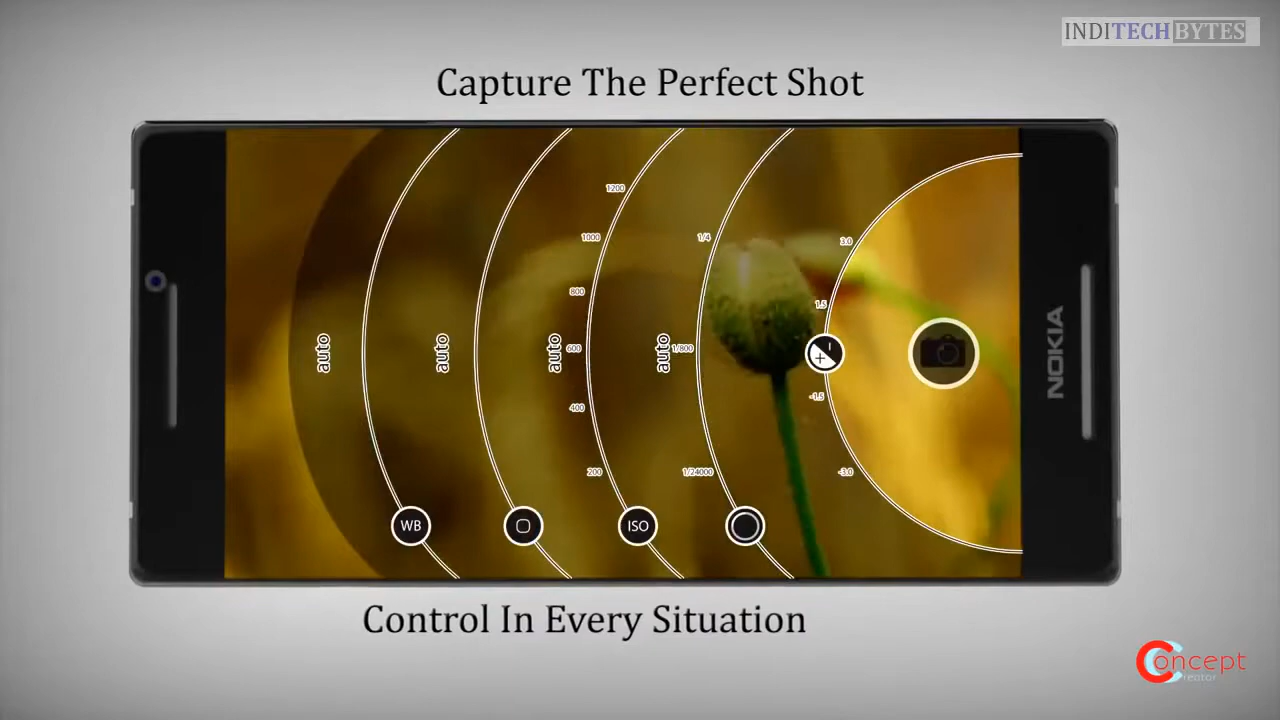 INDITECHBYTES
Capture The Perfect Shot
1200
1000
1/4
3.0
800
1.5
auto
auto
auto
600
auto
1/800
NOKIA
-1.5
400
200
1/24000
-3.0
WB
ISO
Control In Every Situation
Concept
Creator